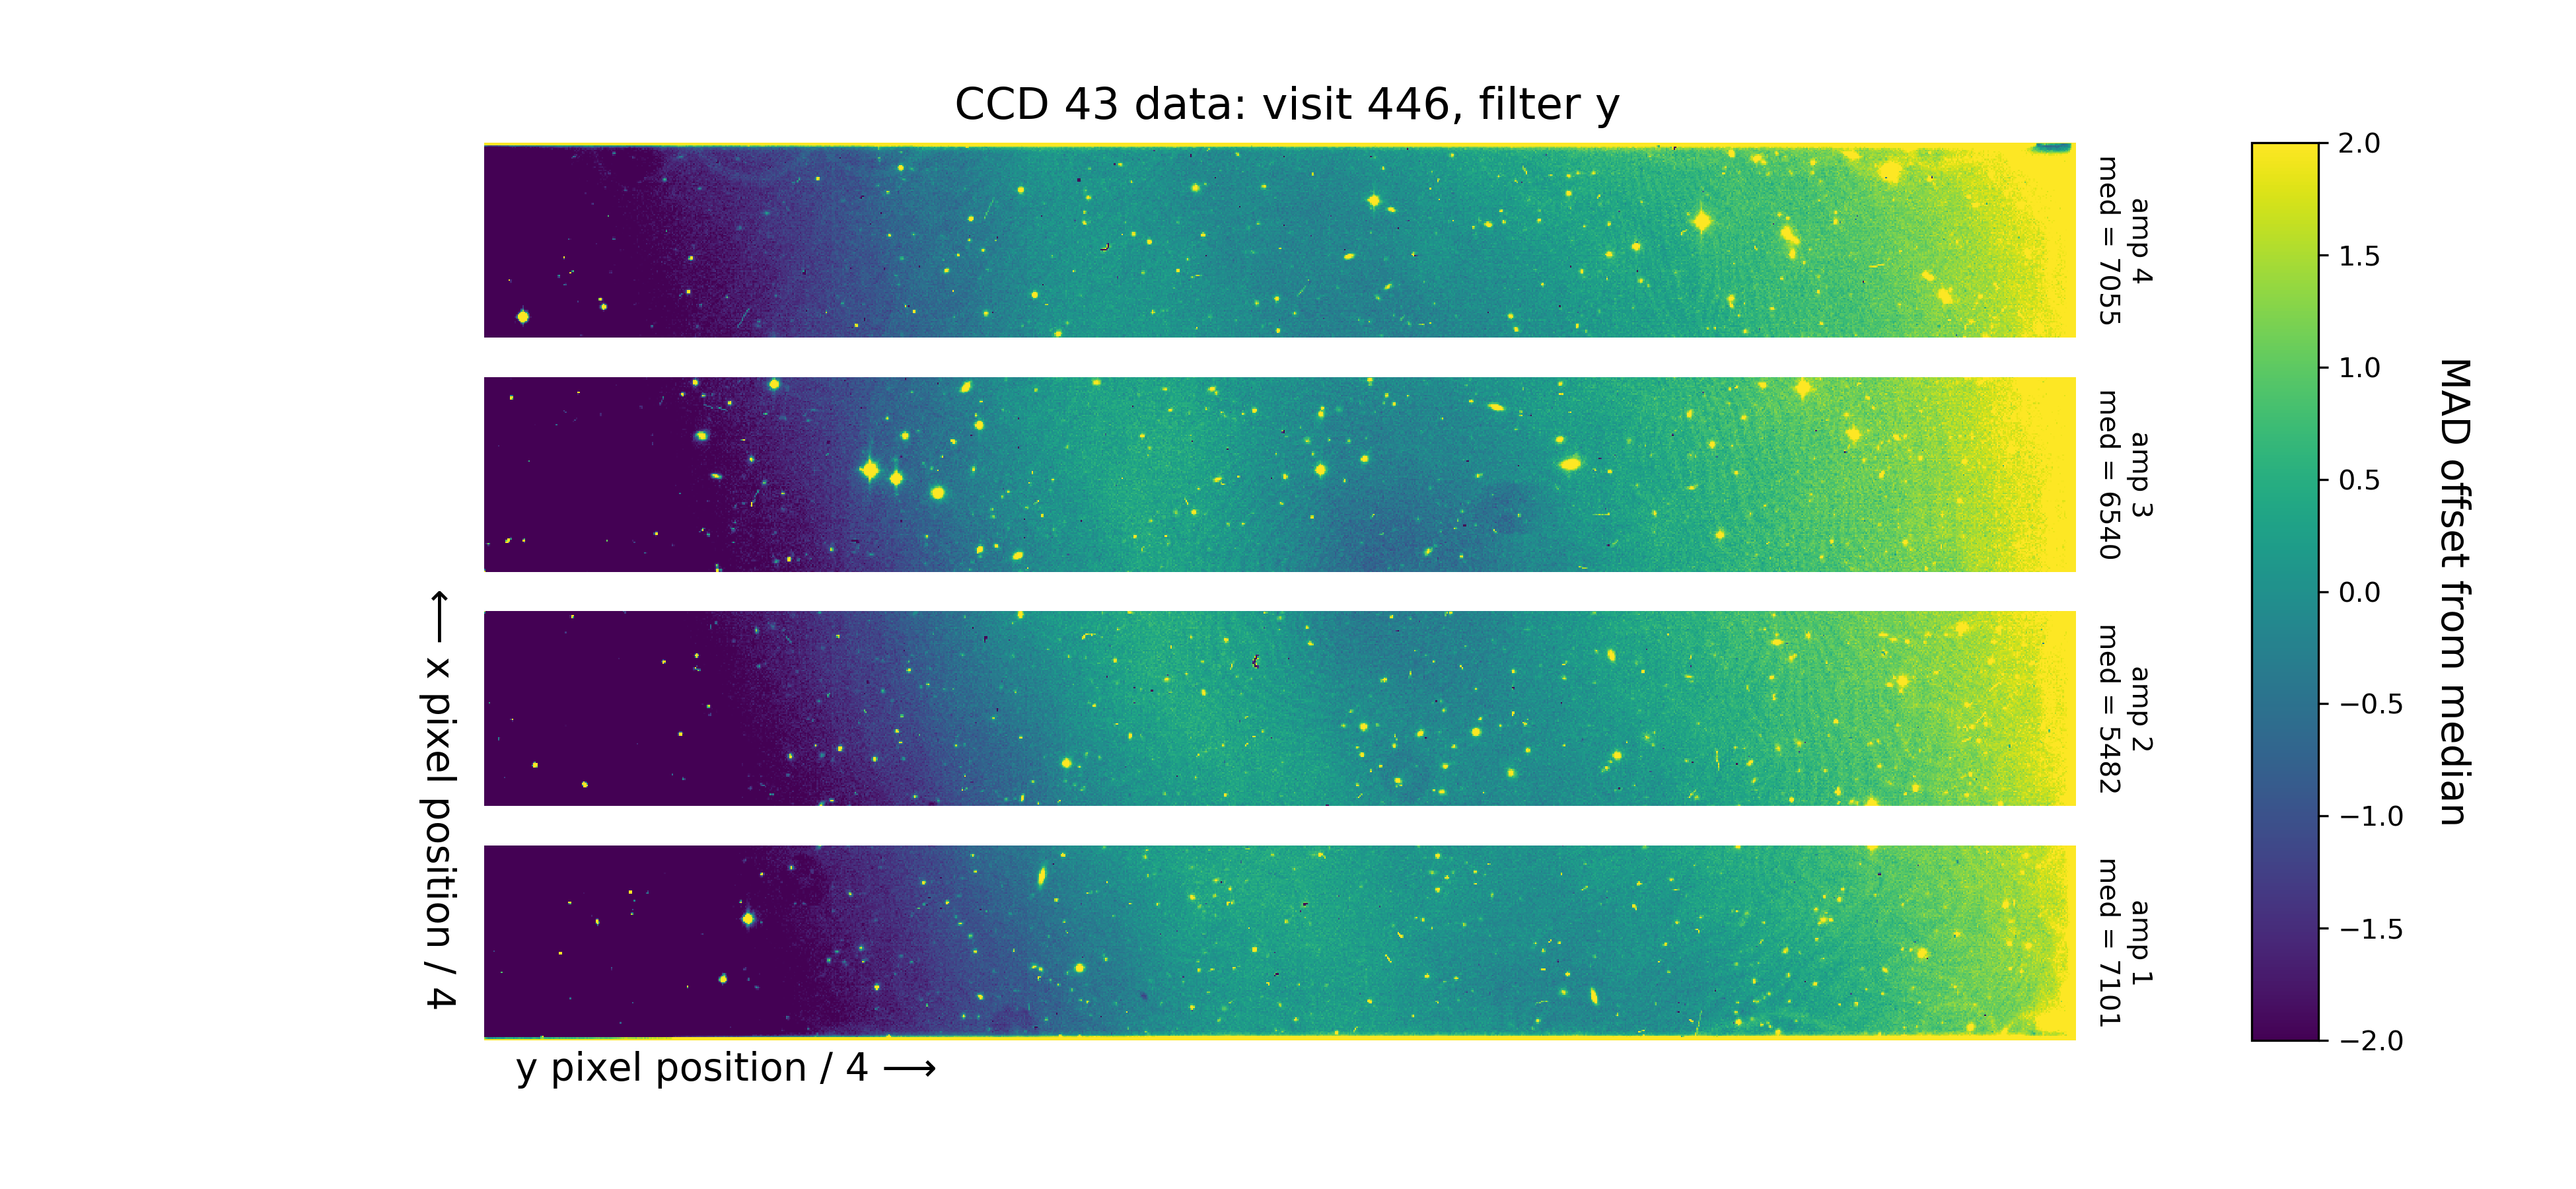 CCD 43 data: visit 446, filter y
amp 4
med = 7055
amp 3
med = 6540
amp 2
med = 5482
amp 1
med = 7101
⟵ x pixel position / 4
y pixel position / 4 ⟶
2.0
1.5
1.0
0.5
0.0
−0.5
−1.0
−1.5
−2.0
MAD offset from median